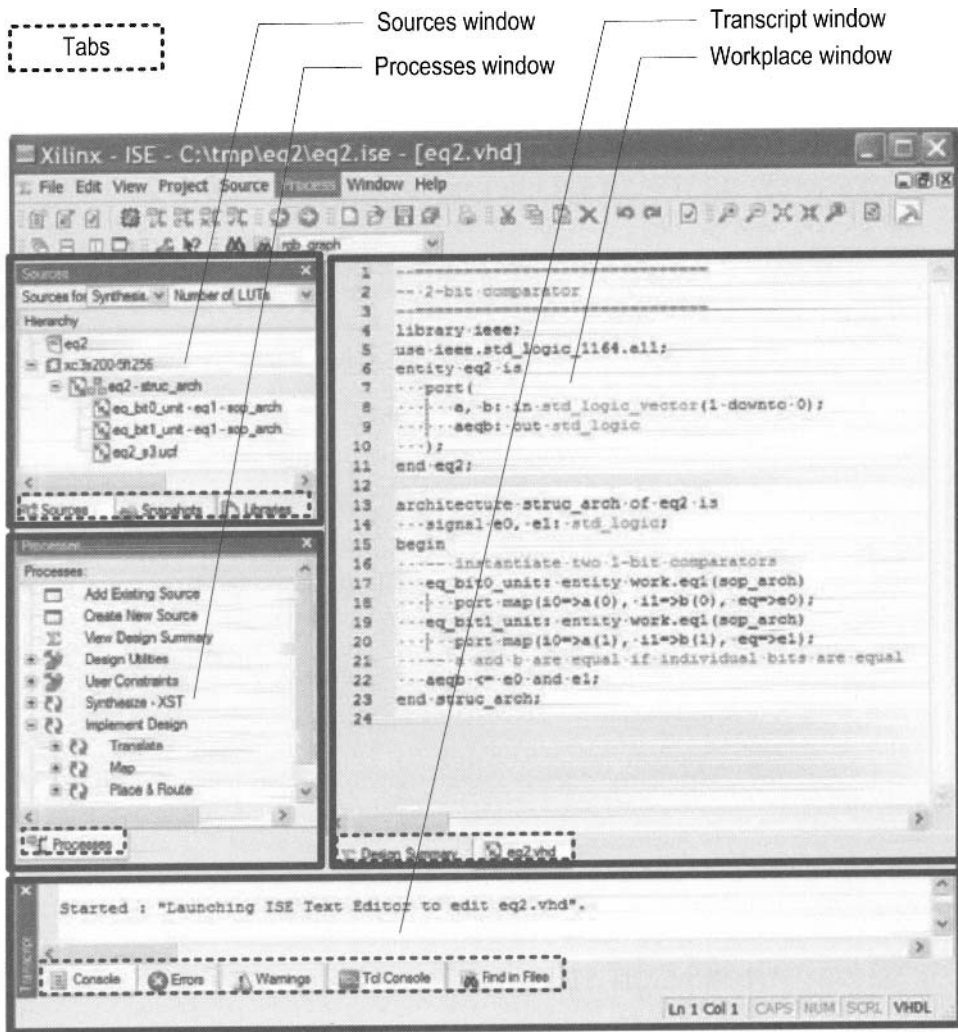 Tabs
Sources window
Processes window
Transcript window
Workplace window
Xilinx - ISE - C:\tmp\eq2\eq2.ise - [eq2.vhd]
File Edit View Project Source Process Window Help
rgb_graph
Sources
Sources for Synthesis. Number of LUTs
Hierarchy
eq2
xc3s200-5ft256
eq2 - struc_arch
eq_bt0_unit - eq1 - sop_arch
eq_bt1_unit - eq1 - sop_arch
eq2_s3.ucf
Sources Snapshots Libraries
Processes
Processes:
Add Existing Source
Create New Source
View Design Summary
Design Utilities
User Constraints
Synthesize - XST
Implement Design
Translate
Map
Place & Route
Processes
1 --==============================
2 -- 2-bit comparator
3 --==============================
4 library ieee;
5 use ieee.std_logic_1164.all;
6 entity eq2 is
7 port(
8 a, b: in std_logic_vector(1 downto 0);
9 aeqb: out std_logic
10 );
11 end eq2;
12
13 architecture struc_arch of eq2 is
14 signal e0, e1: std_logic;
15 begin
16 -- instantiate two 1-bit comparators
17 eq_bit0_unit: entity work.eq1(sop_arch)
18 port map(i0=>a(0), i1=>b(0), eq=>e0);
19 eq_bit1_unit: entity work.eq1(sop_arch)
20 port map(i0=>a(1), i1=>b(1), eq=>e1);
21 -- a and b are equal if individual bits are equal
22 aeqb <= e0 and e1;
23 end struc_arch;
24
Design Summary eq2.vhd
Transcript
Started : "Launching ISE Text Editor to edit eq2.vhd".
Console Errors Warnings Tcl Console Find in Files
Ln 1 Col 1 CAPS NUM SCRL VHDL